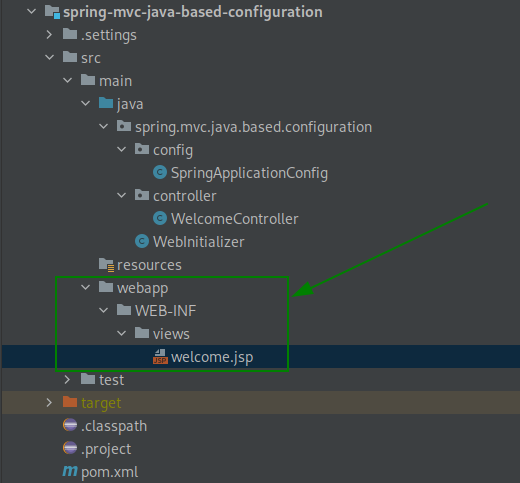 spring-mvc-java-based-configuration
.settings
src
main
java
spring.mvc.java.based.configuration
config
SpringApplicationConfig
controller
WelcomeController
WebInitializer
resources
webapp
WEB-INF
views
welcome.jsp
test
target
.classpath
.project
pom.xml